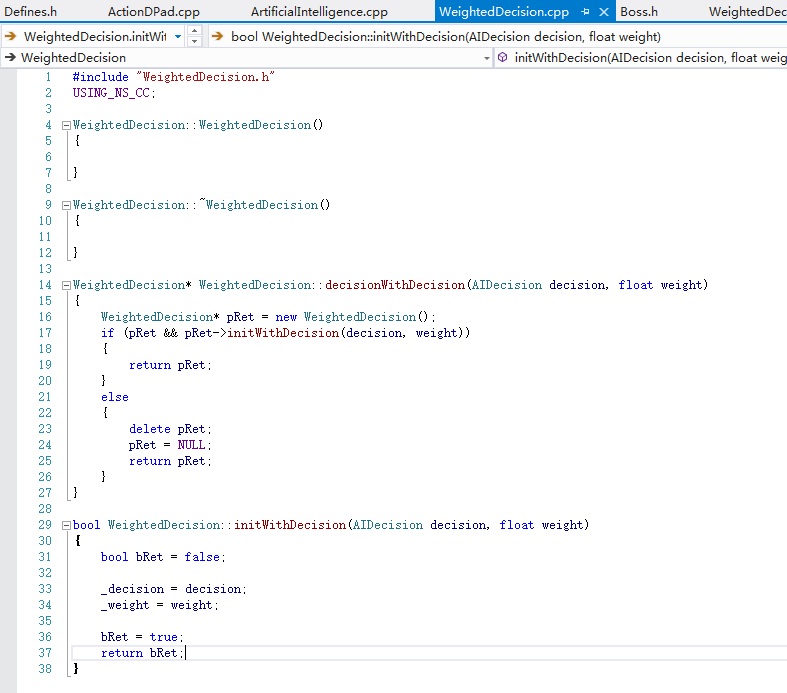 Defines.h ActionDPad.cpp ArtificialIntelligence.cpp WeightedDecision.cpp Boss.h WeightedDec
WeightedDecision.initWit bool WeightedDecision::initWithDecision(AIDecision decision, float weight)
WeightedDecision initWithDecision(AIDecision decision, float weig
1 #include "WeightedDecision.h"
2 USING_NS_CC;
3
4 WeightedDecision::WeightedDecision()
5 {
6
7 }
8
9 WeightedDecision::~WeightedDecision()
10 {
11
12 }
13
14 WeightedDecision* WeightedDecision::decisionWithDecision(AIDecision decision, float weight)
15 {
16 WeightedDecision* pRet = new WeightedDecision();
17 if (pRet && pRet->initWithDecision(decision, weight))
18 {
19 return pRet;
20 }
21 else
22 {
23 delete pRet;
24 pRet = NULL;
25 return pRet;
26 }
27 }
28
29 bool WeightedDecision::initWithDecision(AIDecision decision, float weight)
30 {
31 bool bRet = false;
32
33 _decision = decision;
34 _weight = weight;
35
36 bRet = true;
37 return bRet;
38 }